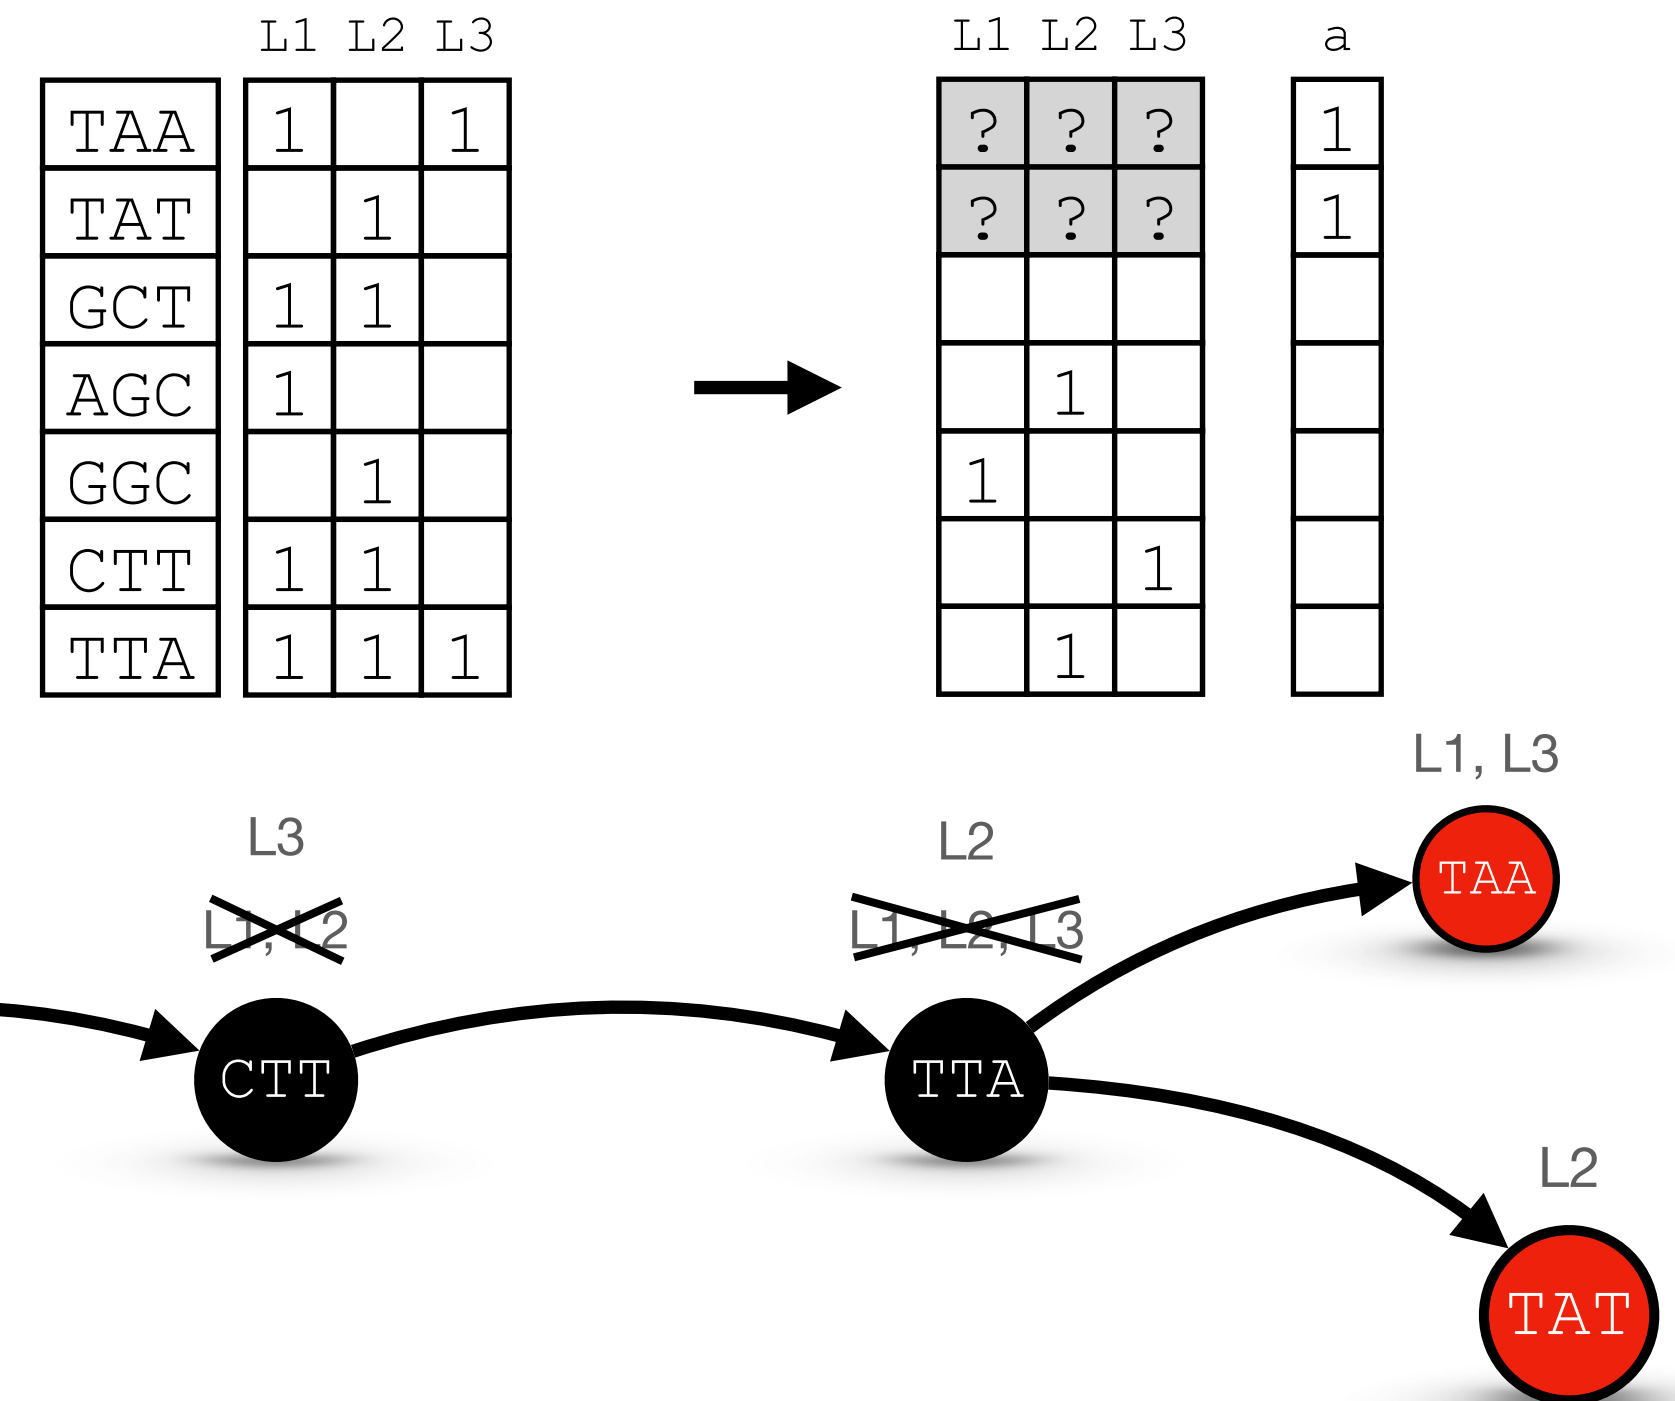 L1 L2 L3 L1 L2 L3 a
TAA 1 1 ? ? ? 1
TAT 1 ? ? ? 1
GCT 1 1
AGC 1 1
GGC 1 1
CTT 1 1 1
TTA 1 1 1 1
L1, L3
L3
L2
TAA
L1, L2
L1, L2, L3
CTT
TTA
L2
TAT